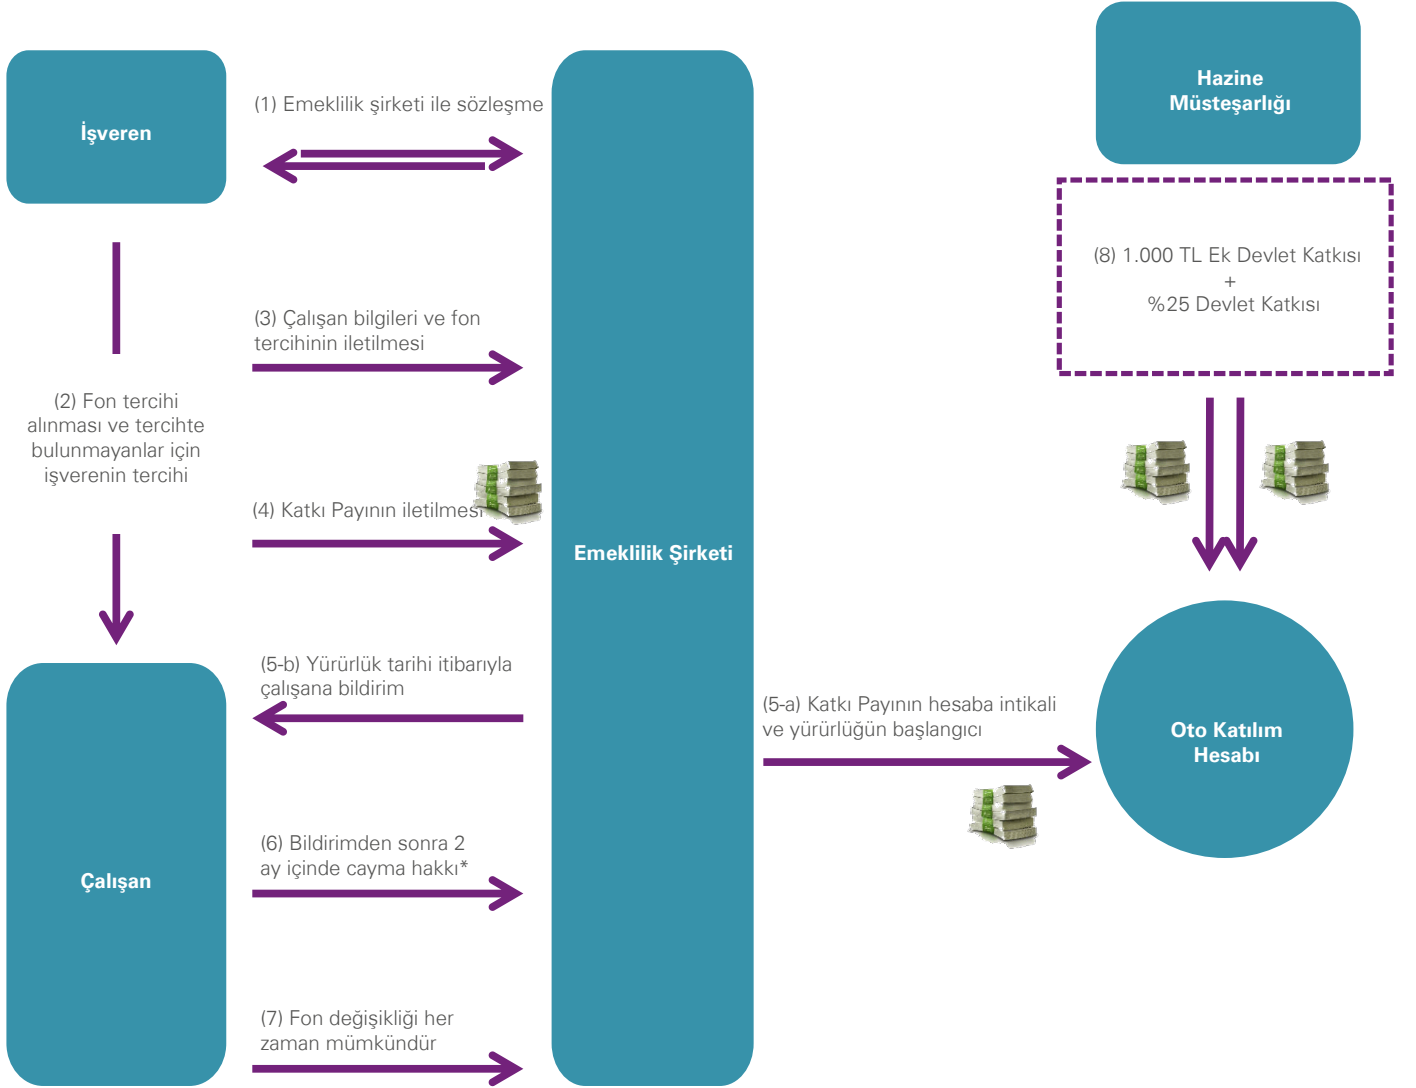 İşveren
(1) Emeklilik şirketi ile sözleşme
Hazine
Müsteşarlığı
(8) 1.000 TL Ek Devlet Katkısı
+
%25 Devlet Katkısı
(3) Çalışan bilgileri ve fon
tercihinin iletilmesi
(2) Fon tercihi
alınması ve tercihte
bulunmayanlar için
işverenin tercihi
(4) Katkı Payının iletilmesi
Emeklilik Şirketi
(5-b) Yürürlük tarihi itibarıyla
çalışana bildirim
(5-a) Katkı Payının hesaba intikali
ve yürürlüğün başlangıcı
Oto Katılım
Hesabı
(6) Bildirimden sonra 2
ay içinde cayma hakkı*
Çalışan
(7) Fon değişikliği her
zaman mümkündür